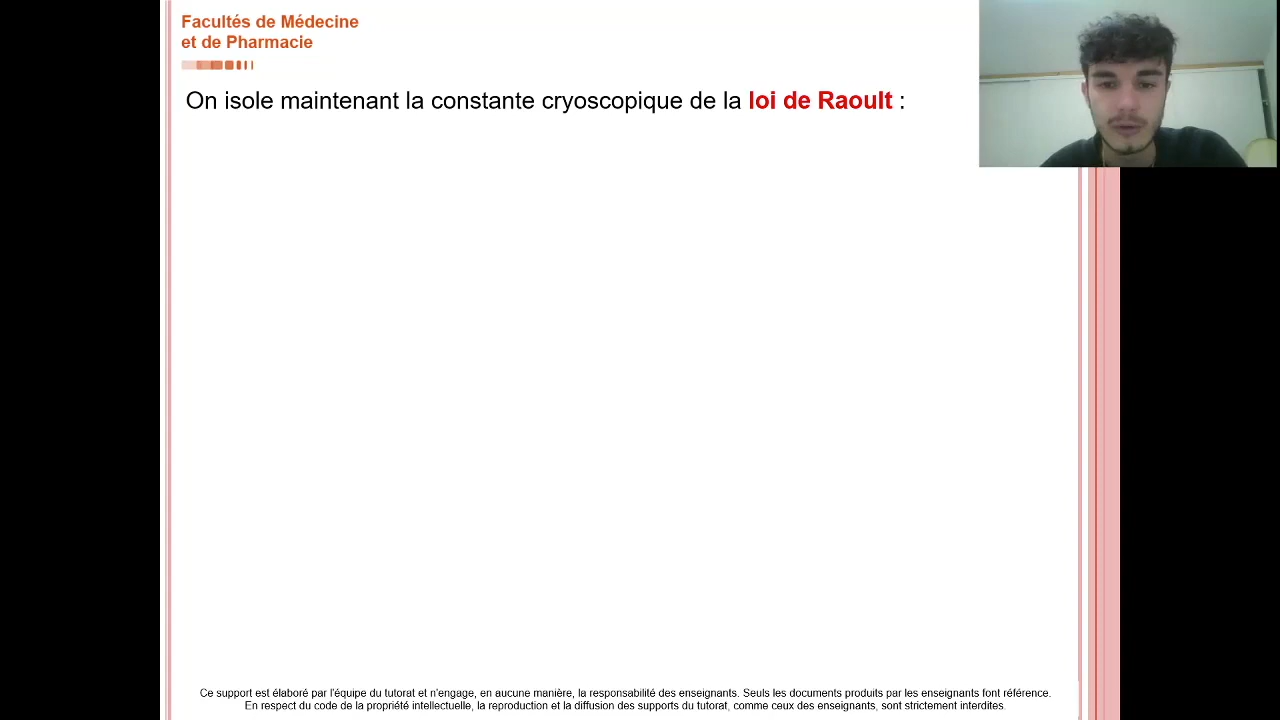 Facultés de Médecine
et de Pharmacie
On isole maintenant la constante cryoscopique de la loi de Raoult :
Ce support est élaboré par l'équipe du tutorat et n'engage, en aucune manière, la responsabilité des enseignants. Seuls les documents produits par les enseignants font référence.
En respect du code de la propriété intellectuelle, la reproduction et la diffusion des supports du tutorat, comme ceux des enseignants, sont strictement interdites.